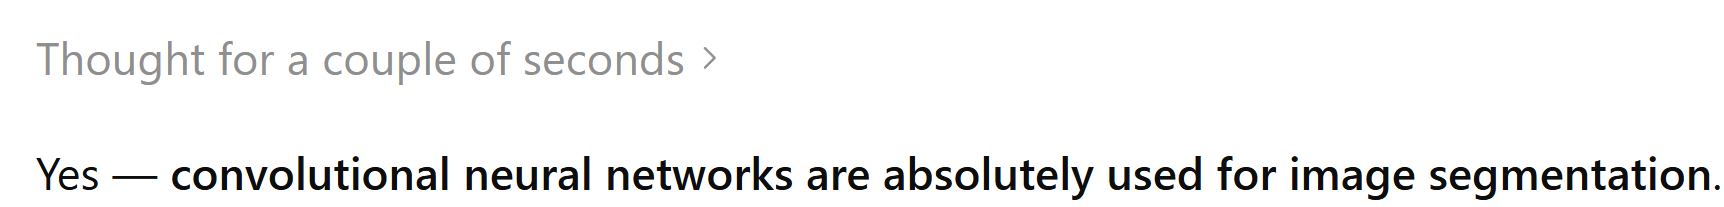 Thought for a couple of seconds >
Yes — convolutional neural networks are absolutely used for image segmentation.